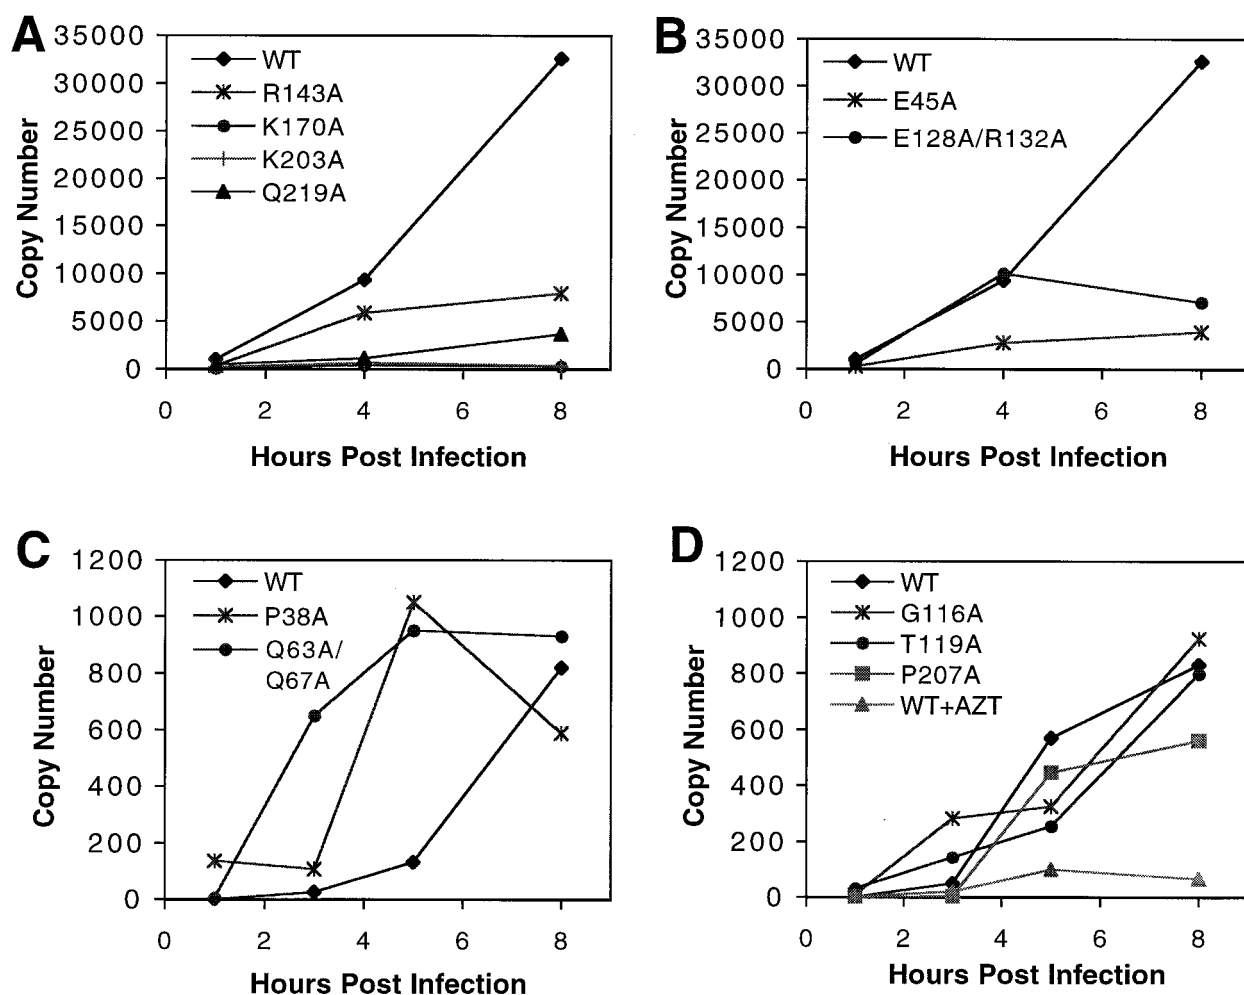 A
35000
30000
25000
20000
15000
10000
5000
0
Copy Number
WT
R143A
K170A
K203A
Q219A
0 2 4 6 8
Hours Post Infection
B
35000
30000
25000
20000
15000
10000
5000
0
Copy Number
WT
E45A
E128A/R132A
0 2 4 6 8
Hours Post Infection
C
1200
1000
800
600
400
200
0
Copy Number
WT
P38A
Q63A/
Q67A
0 2 4 6 8
Hours Post Infection
D
1200
1000
800
600
400
200
0
Copy Number
WT
G116A
T119A
P207A
WT+AZT
0 2 4 6 8
Hours Post Infection